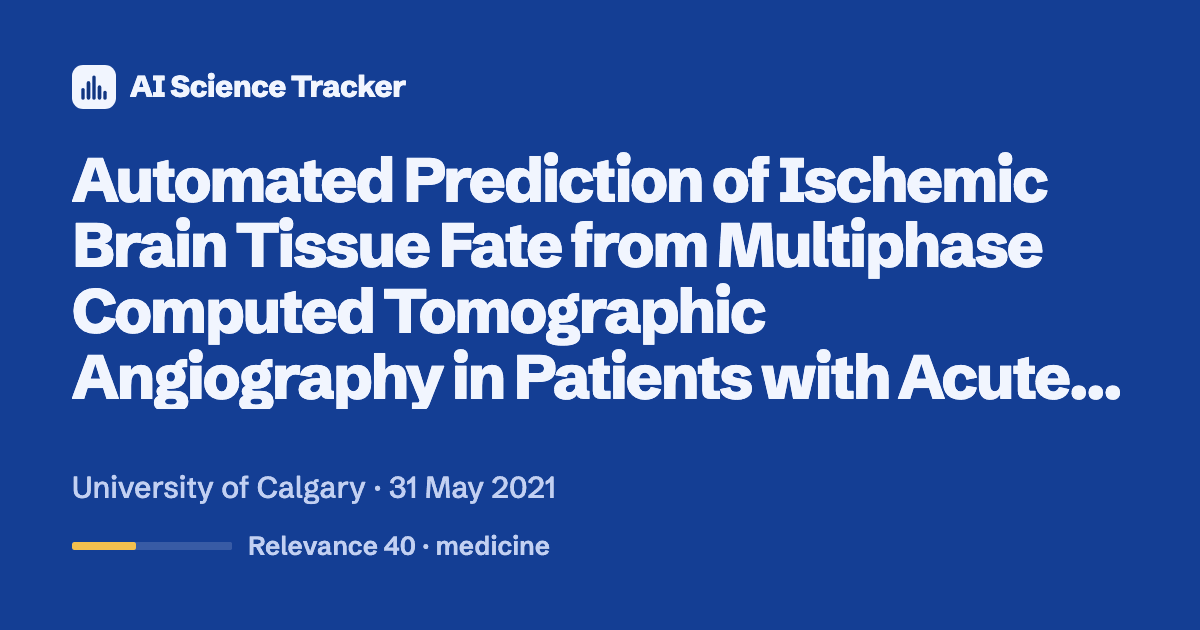 AI Science Tracker
Automated Prediction of Ischemic
Brain Tissue Fate from Multiphase
Computed Tomographic
Angiography in Patients with Acute...
University of Calgary · 31 May 2021
Relevance 40 · medicine